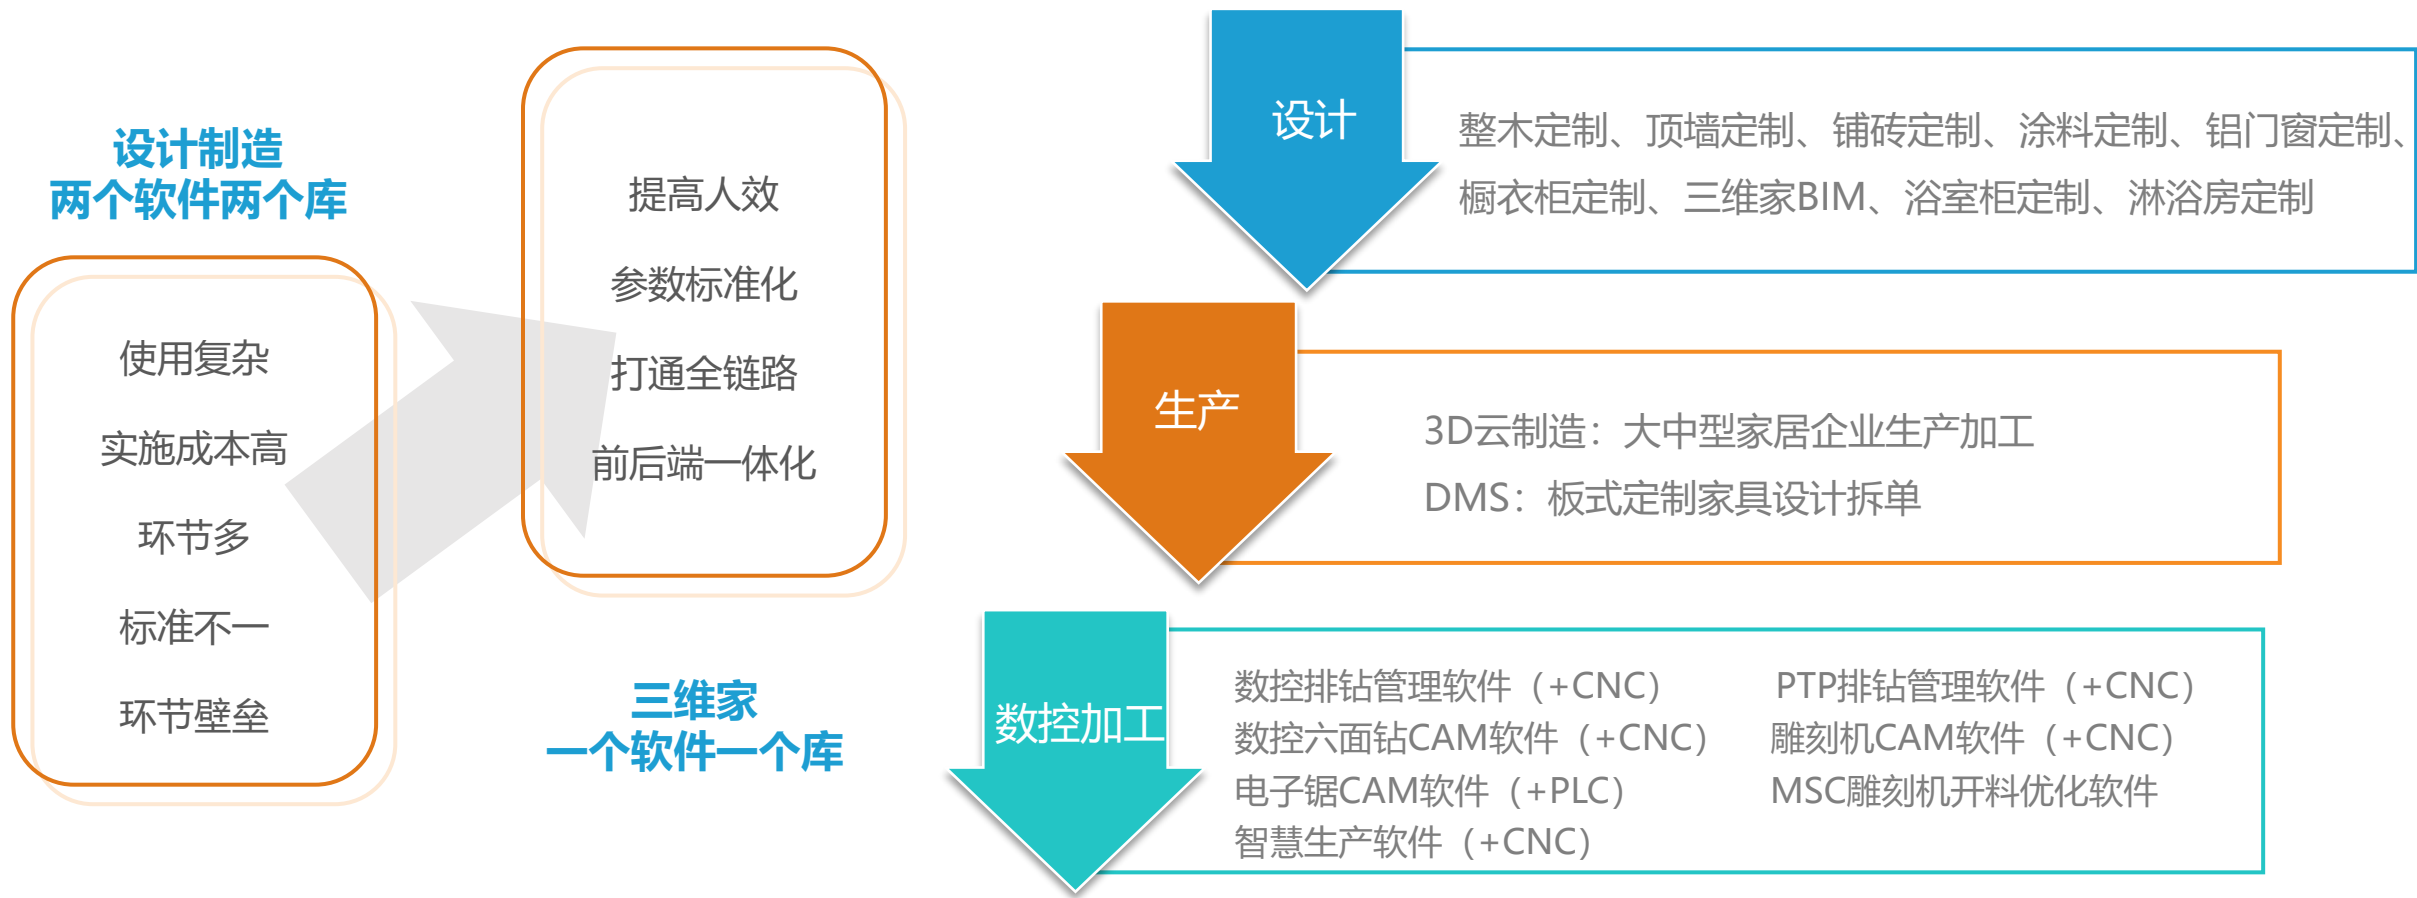 设计制造
两个软件两个库
使用复杂
实施成本高
环节多
标准不一
环节壁垒
提高人效
参数标准化
打通全链路
前后端一体化
三维家
一个软件一个库
设计
整木定制、顶墙定制、铺砖定制、涂料定制、铝门窗定制、
橱衣柜定制、三维家BIM、浴室柜定制、淋浴房定制
生产
3D云制造：大中型家居企业生产加工
DMS：板式定制家具设计拆单
数控加工
数控排钻管理软件（+CNC） PTP排钻管理软件（+CNC）
数控六面钻CAM软件（+CNC） 雕刻机CAM软件（+CNC）
电子锯CAM软件（+PLC） MSC雕刻机开料优化软件
智慧生产软件（+CNC）